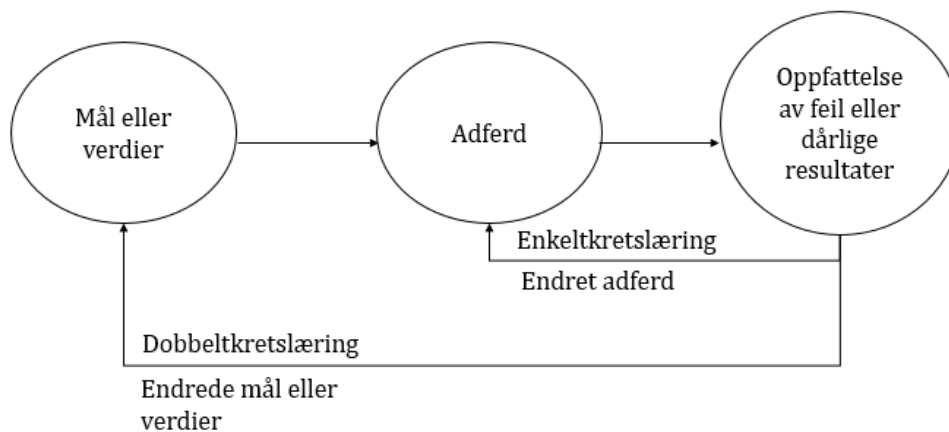 Mål eller
verdier
Adferd
Oppfattelse
av feil eller
dårlige
resultater
Enkeltkretslæring
Endret adferd
Dobbeltkretslæring
Endrede mål eller
verdier